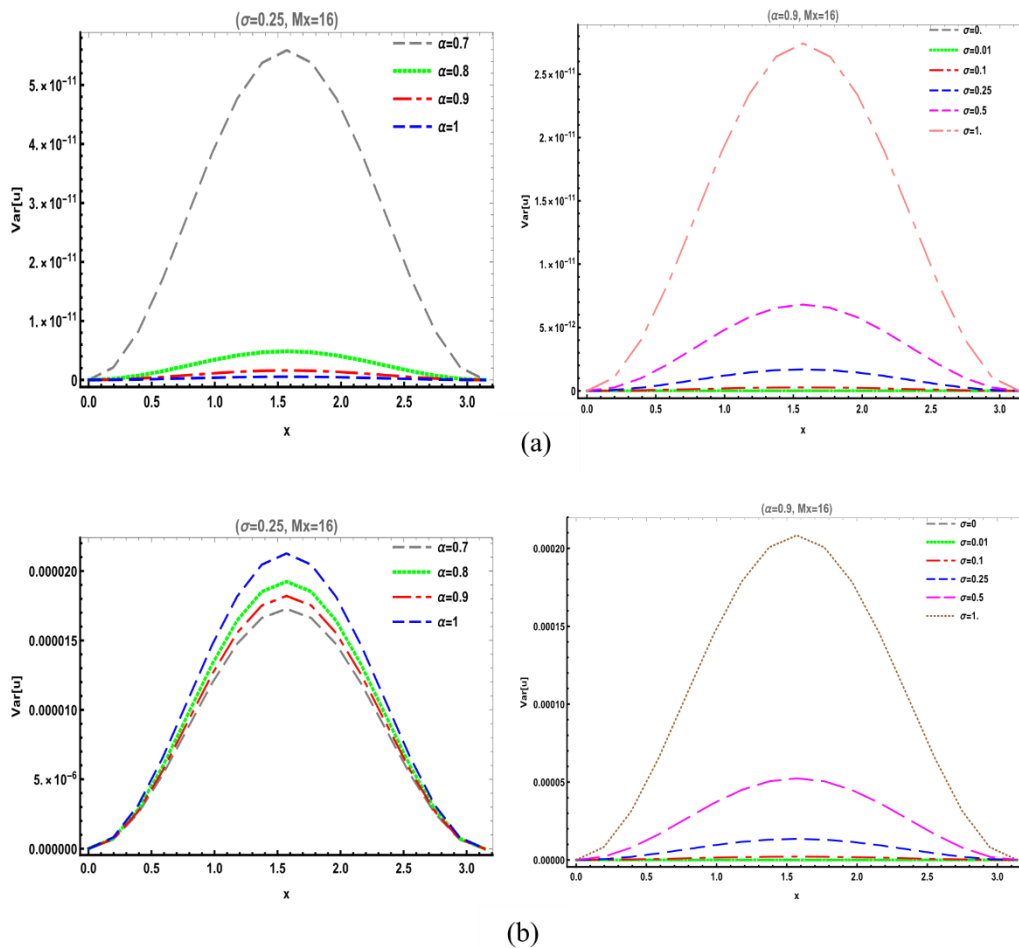 (σ=0.25, Mx=16)
α=0.7
α=0.8
α=0.9
α=1
5.×10⁻¹¹
4.×10⁻¹¹
3.×10⁻¹¹
2.×10⁻¹¹
1.×10⁻¹¹
0
Var[u]
0.0 0.5 1.0 1.5 2.0 2.5 3.0
x
(α=0.9, Mx=16)
σ=0.
σ=0.01
σ=0.1
σ=0.25
σ=0.5
σ=1.
2.5×10⁻¹¹
2.×10⁻¹¹
1.5×10⁻¹¹
1.×10⁻¹¹
5.×10⁻¹²
0
Var[u]
0.0 0.5 1.0 1.5 2.0 2.5 3.0
x
(a)
(σ=0.25, Mx=16)
α=0.7
α=0.8
α=0.9
α=1
0.000020
0.000015
0.000010
5.×10⁻⁶
0.000000
Var[u]
0.0 0.5 1.0 1.5 2.0 2.5 3.0
x
(α=0.9, Mx=16)
σ=0
σ=0.01
σ=0.1
σ=0.25
σ=0.5
σ=1.
0.00020
0.00015
0.00010
0.00005
0.00000
Var[u]
0.0 0.5 1.0 1.5 2.0 2.5 3.0
x
(b)